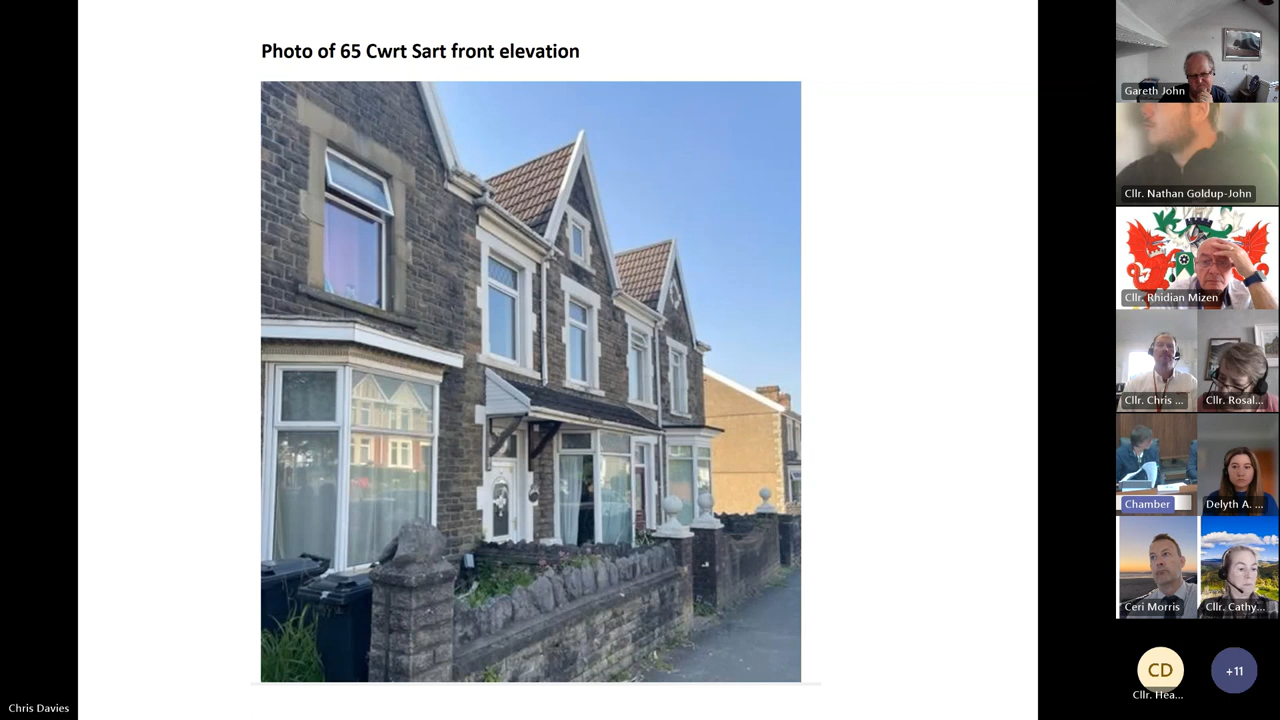 Photo of 65 Cwrt Sart front elevation
Gareth John
Cllr. Nathan Goldup-John
Cllr. Rhidian Mizen
Cllr. Chris ...
Cllr. Rosal...
Chamber
Delyth A. ...
Ceri Morris
Cllr. Cathy...
CD
+11
Cllr. Hea...
Chris Davies